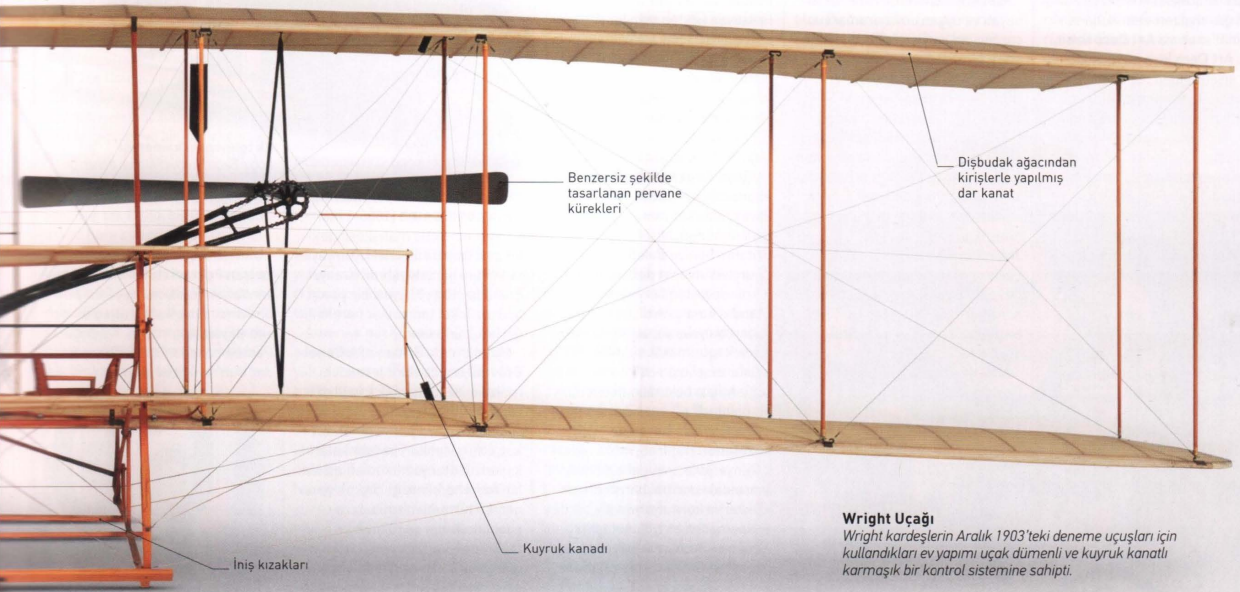 Benzersiz şekilde
tasarlanan pervane
kürekleri
Dişbudak ağacından
kirişlerle yapılmış
dar kanat
Kuyruk kanadı
İniş kızakları
Wright Uçağı
Wright kardeşlerin Aralık 1903'teki deneme uçuşları için
kullandıkları ev yapımı uçak dümenli ve kuyruk kanatlı
karmaşık bir kontrol sistemine sahipti.